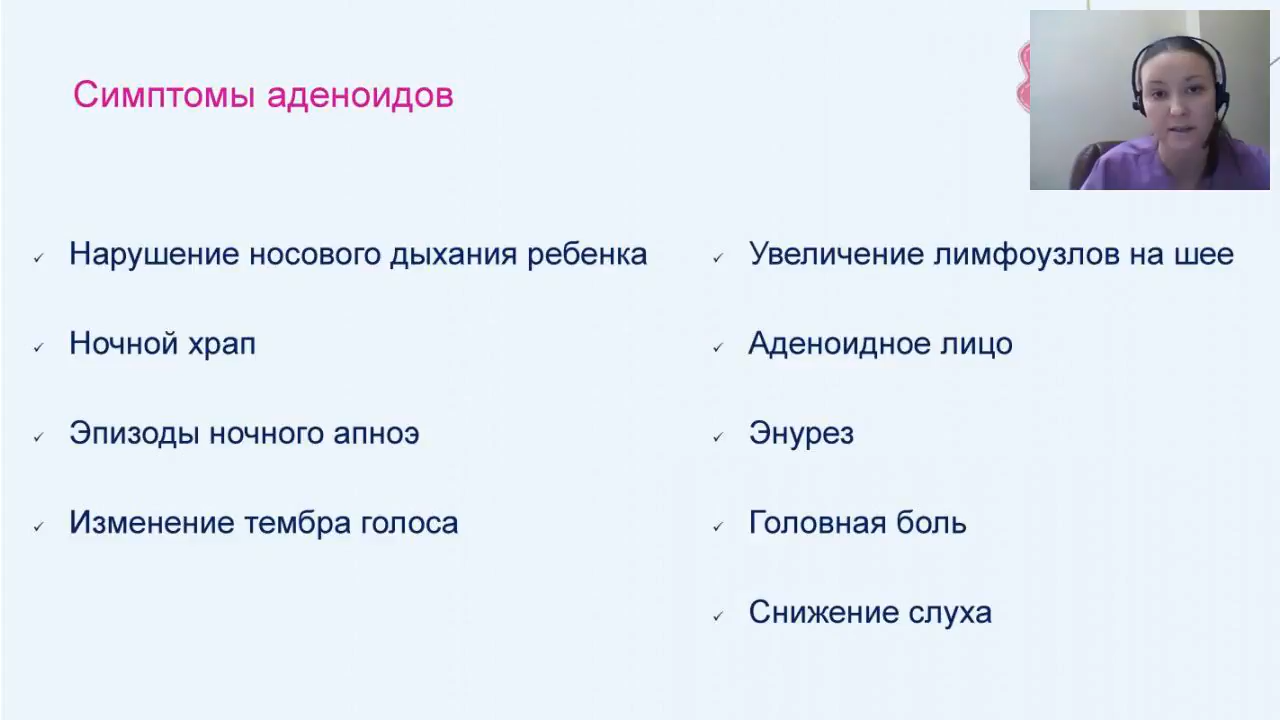 Симптомы аденоидов
Нарушение носового дыхания ребенка
Ночной храп
Эпизоды ночного апноэ
Изменение тембра голоса
Увеличение лимфоузлов на шее
Аденоидное лицо
Энурез
Головная боль
Снижение слуха